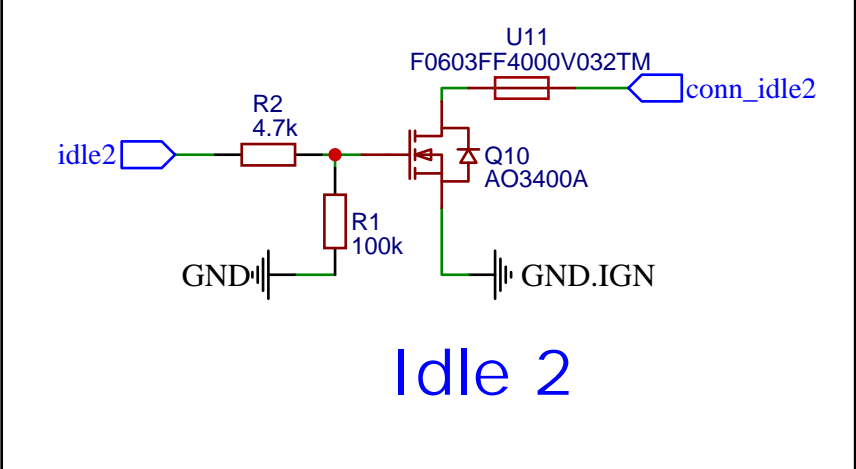 U11
F0603FF4000V032TM
conn_idle2
R2
4.7k
idle2
Q10
AO3400A
R1
100k
GND
GND.IGN
Idle 2